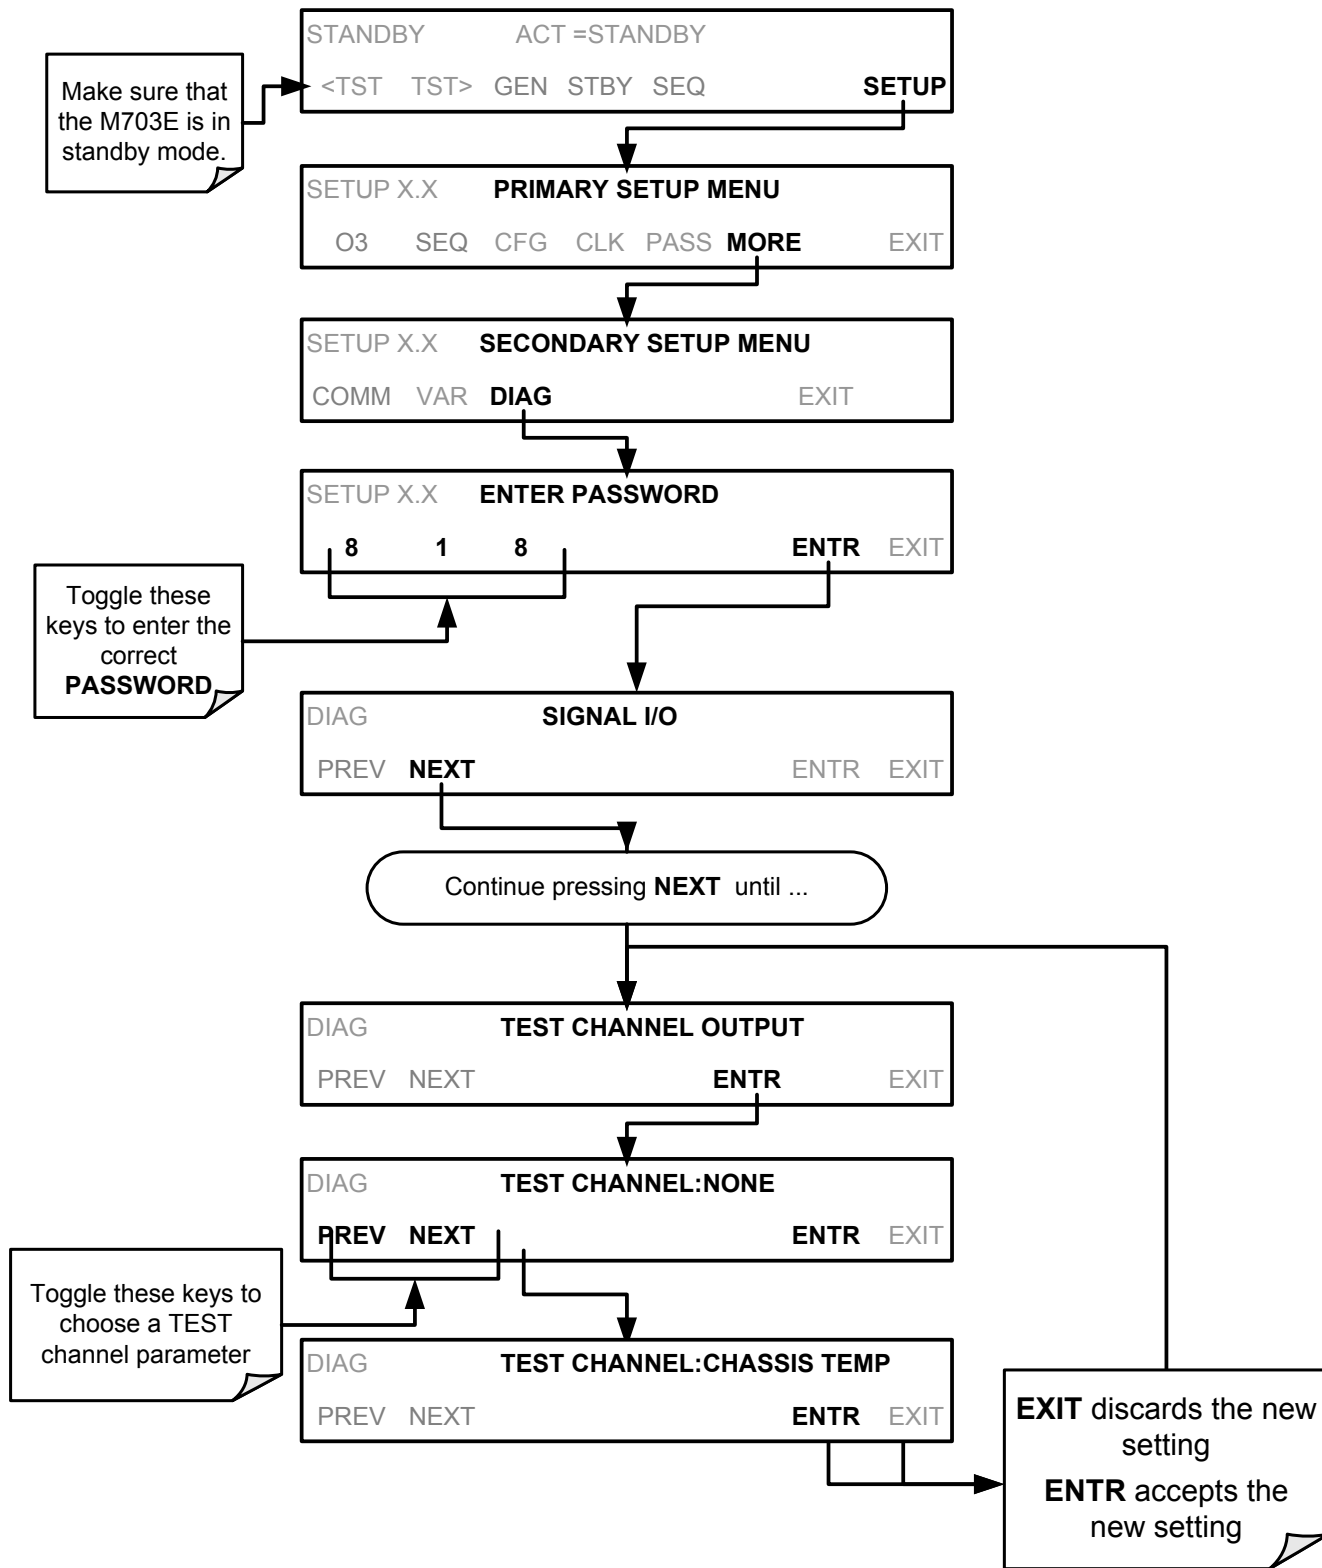 STANDBY ACT =STANDBY
<TST TST> GEN STBY SEQ SETUP
Make sure that
the M703E is in
standby mode.
SETUP X.X PRIMARY SETUP MENU
O3 SEQ CFG CLK PASS MORE EXIT
SETUP X.X SECONDARY SETUP MENU
COMM VAR DIAG EXIT
SETUP X.X ENTER PASSWORD
8 1 8 ENTR EXIT
Toggle these
keys to enter the
correct
PASSWORD
DIAG SIGNAL I/O
PREV NEXT ENTR EXIT
Continue pressing NEXT until ...
DIAG TEST CHANNEL OUTPUT
PREV NEXT ENTR EXIT
DIAG TEST CHANNEL:NONE
PREV NEXT ENTR EXIT
Toggle these keys to
choose a TEST
channel parameter
DIAG TEST CHANNEL:CHASSIS TEMP
PREV NEXT ENTR EXIT
EXIT discards the new
setting
ENTR accepts the
new setting